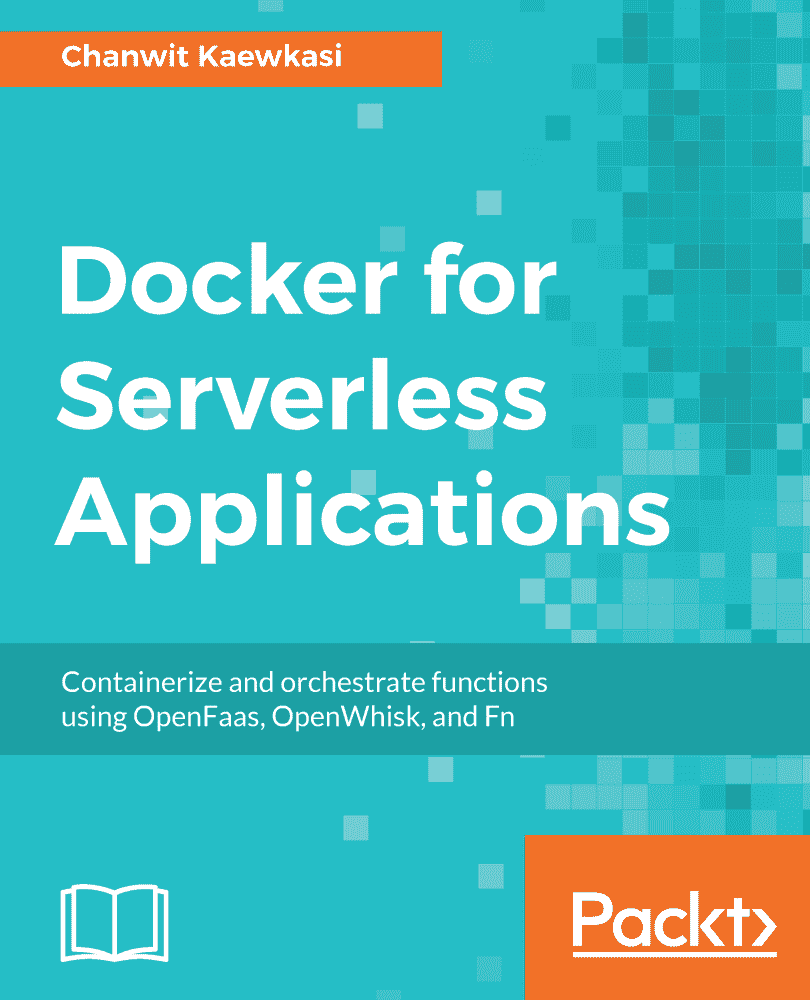 Chanwit Kaewkasi
Docker for
Serverless
Applications
Containerize and orchestrate functions
using OpenFaas, OpenWhisk, and Fn
Packt>